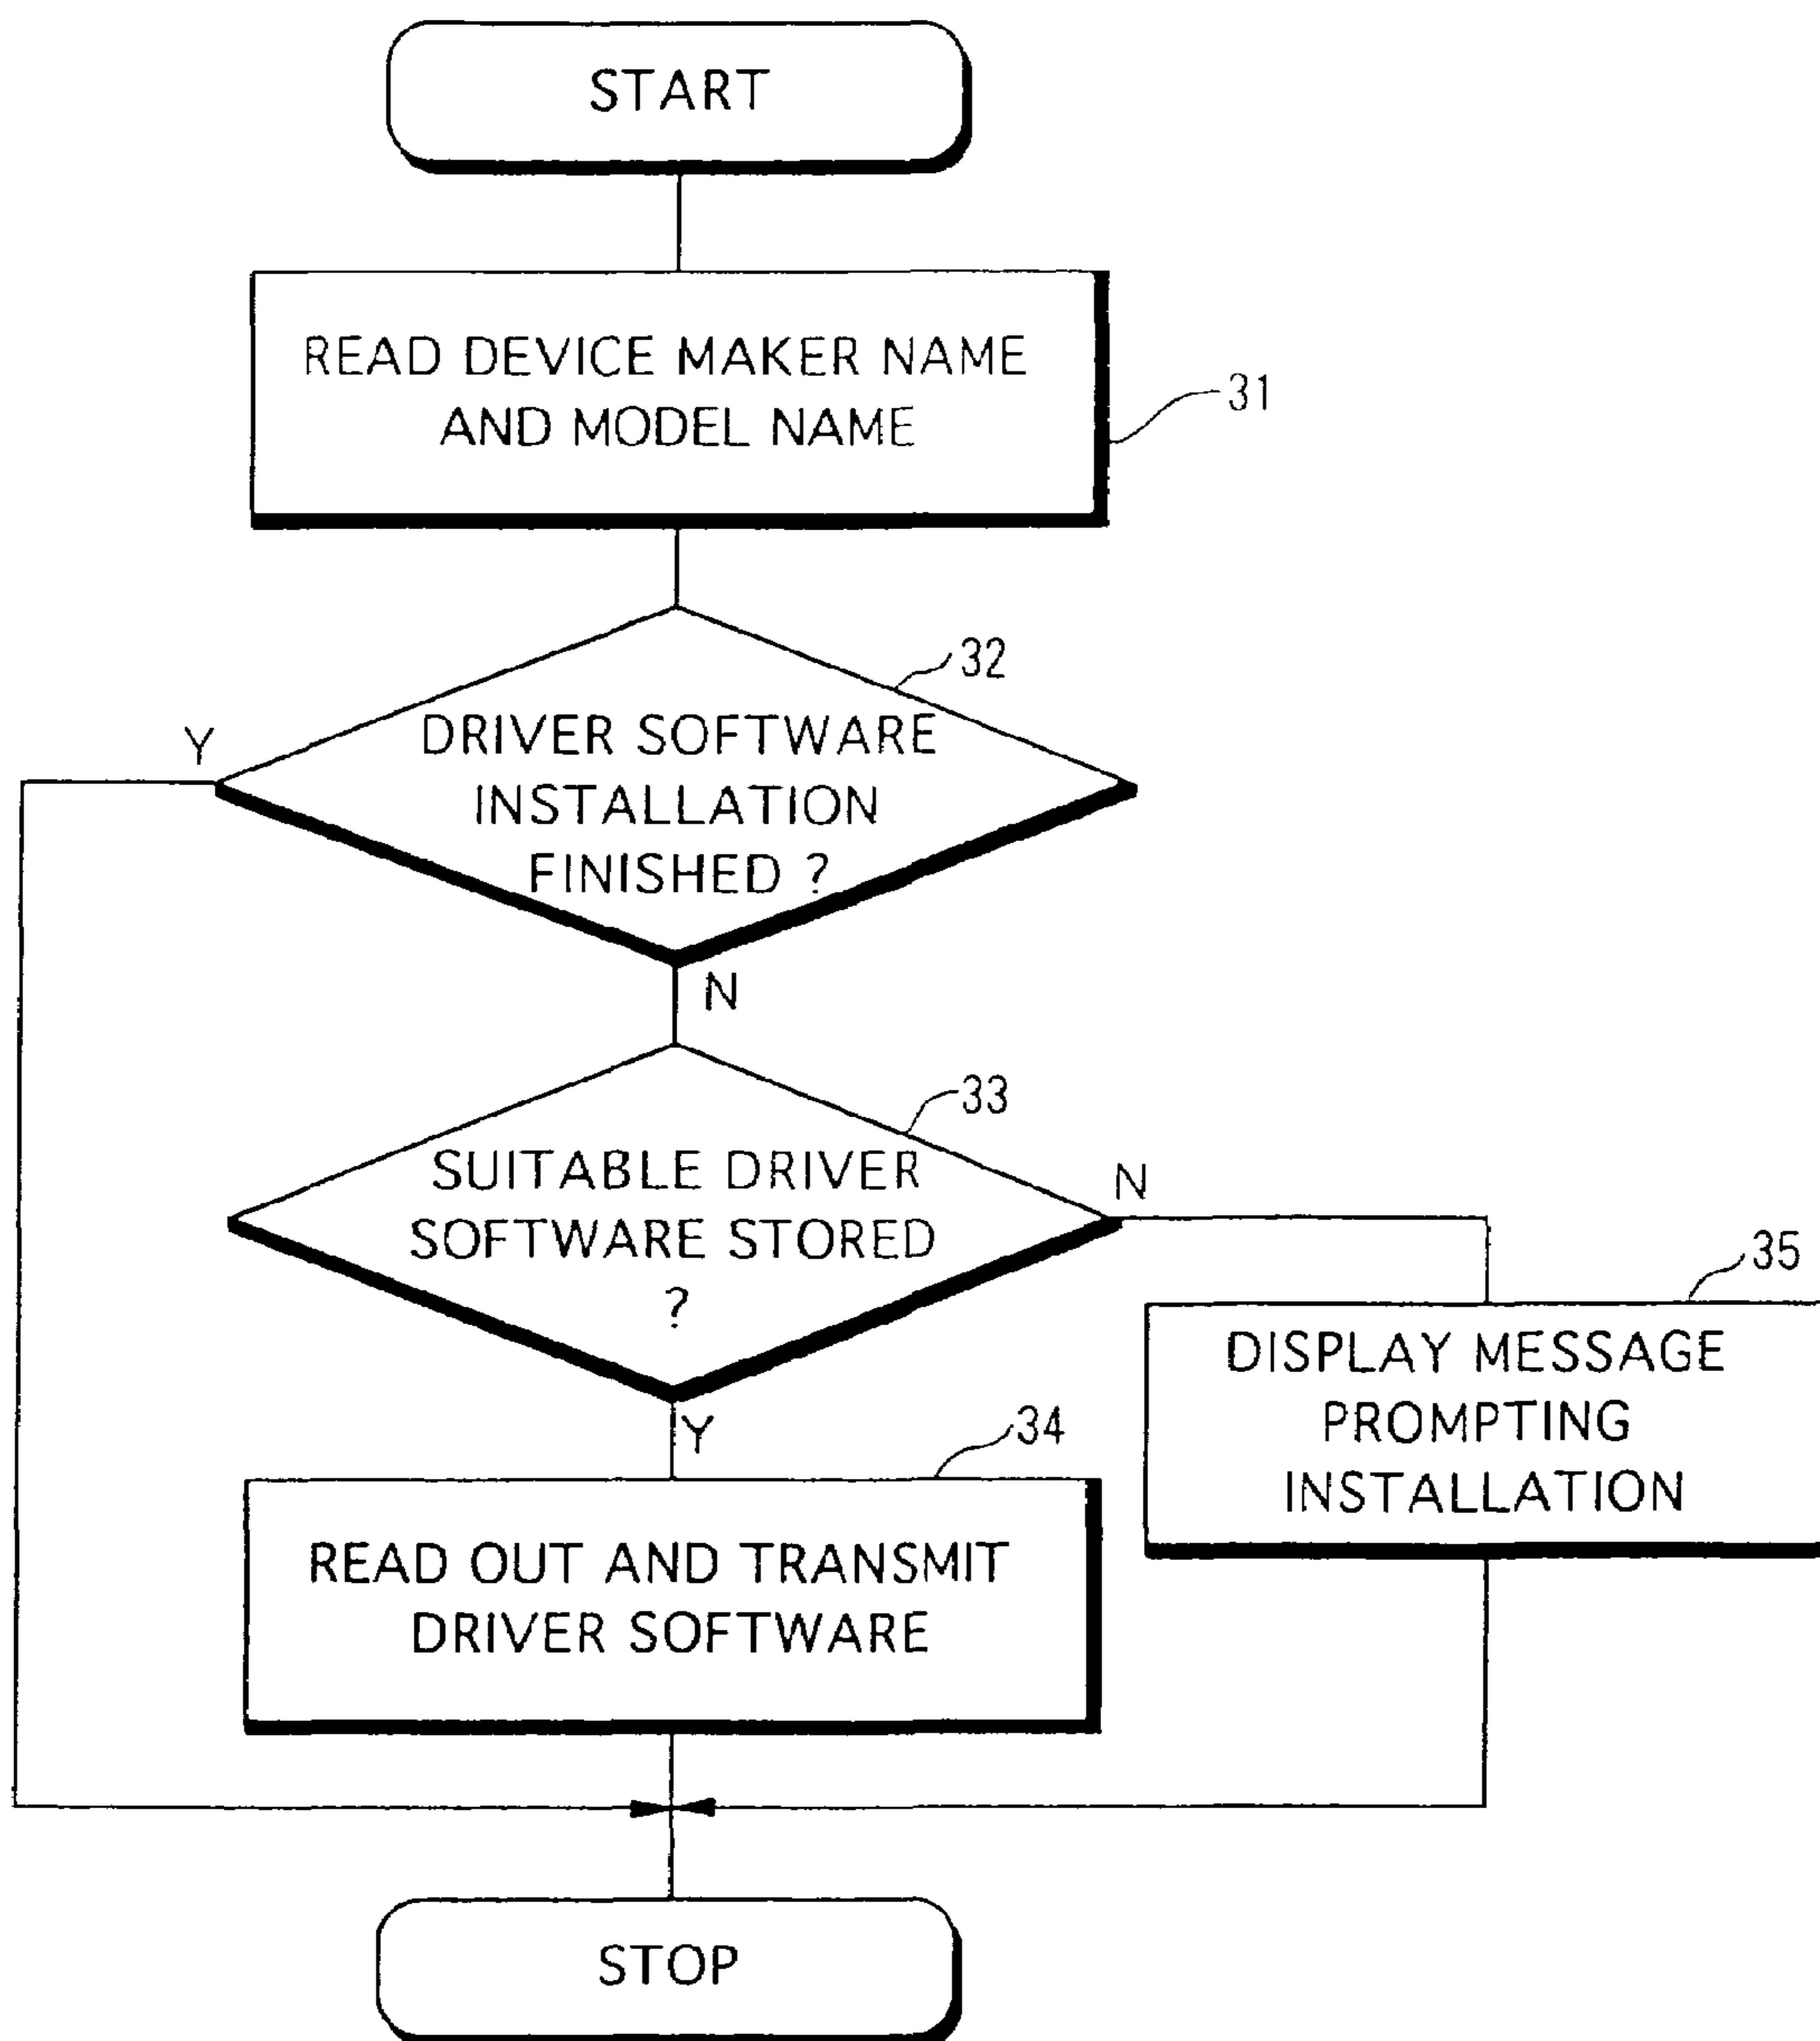 START
READ DEVICE MAKER NAME
AND MODEL NAME
31
32
Y
DRIVER SOFTWARE
INSTALLATION
FINISHED ?
N
33
SUITABLE DRIVER
SOFTWARE STORED
?
N
35
DISPLAY MESSAGE
PROMPTING
INSTALLATION
Y
34
READ OUT AND TRANSMIT
DRIVER SOFTWARE
STOP